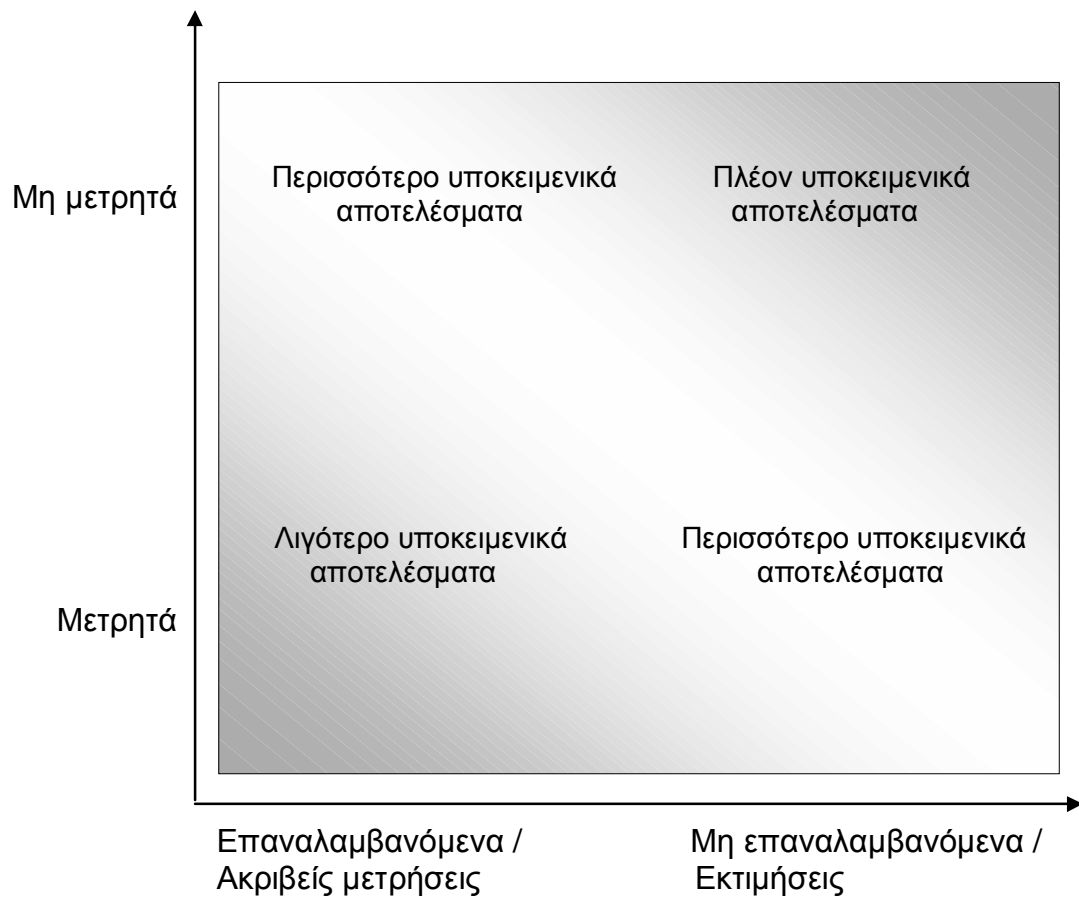 Μη μετρητά
Περισσότερο υποκειμενικά
αποτελέσματα
Πλέον υποκειμενικά
αποτελέσματα
Λιγότερο υποκειμενικά
αποτελέσματα
Περισσότερο υποκειμενικά
αποτελέσματα
Μετρητά
Επαναλαμβανόμενα /
Ακριβείς μετρήσεις
Μη επαναλαμβανόμενα /
Εκτιμήσεις